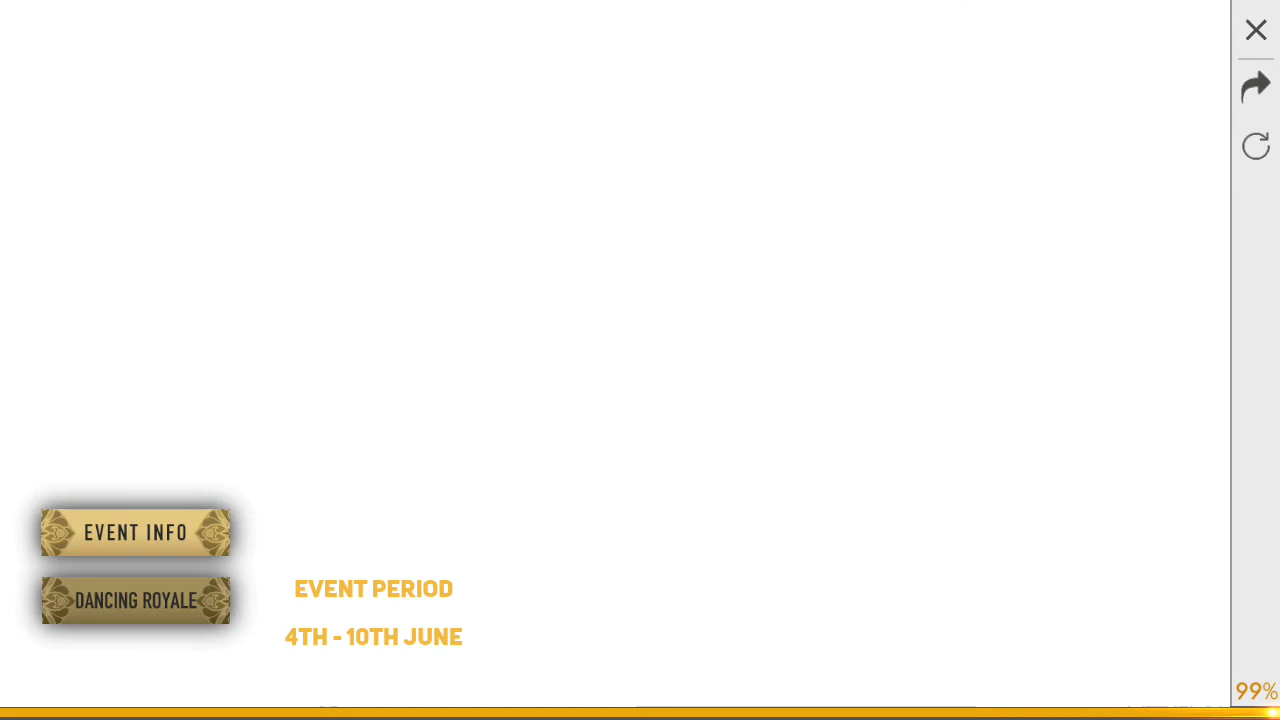 EVENT INFO
DANCING ROYALE
EVENT PERIOD
4TH - 10TH JUNE
99%